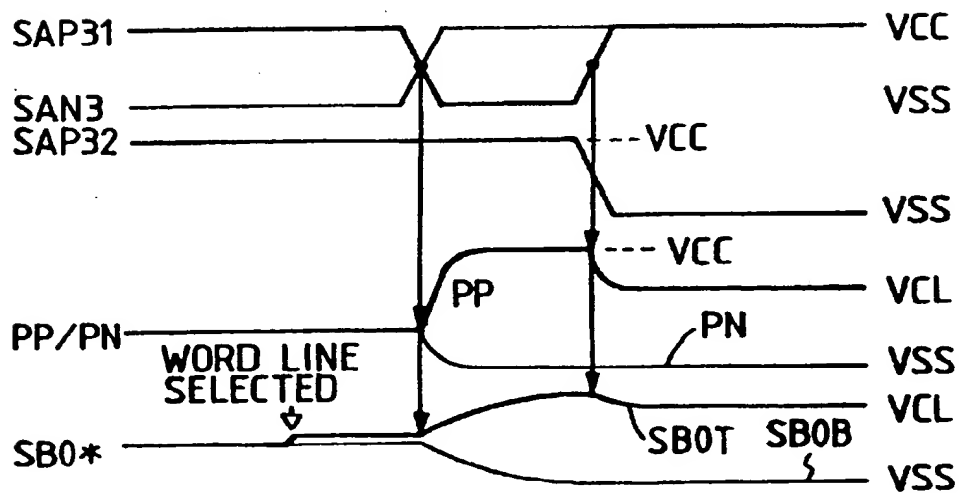 SAP31
VCC
SAN3
VSS
SAP32
VCC
VSS
VCC
PP
VCL
PP/PN
PN
WORD LINE
SELECTED
VSS
VCL
SB0*
SB0T
SB0B
VSS